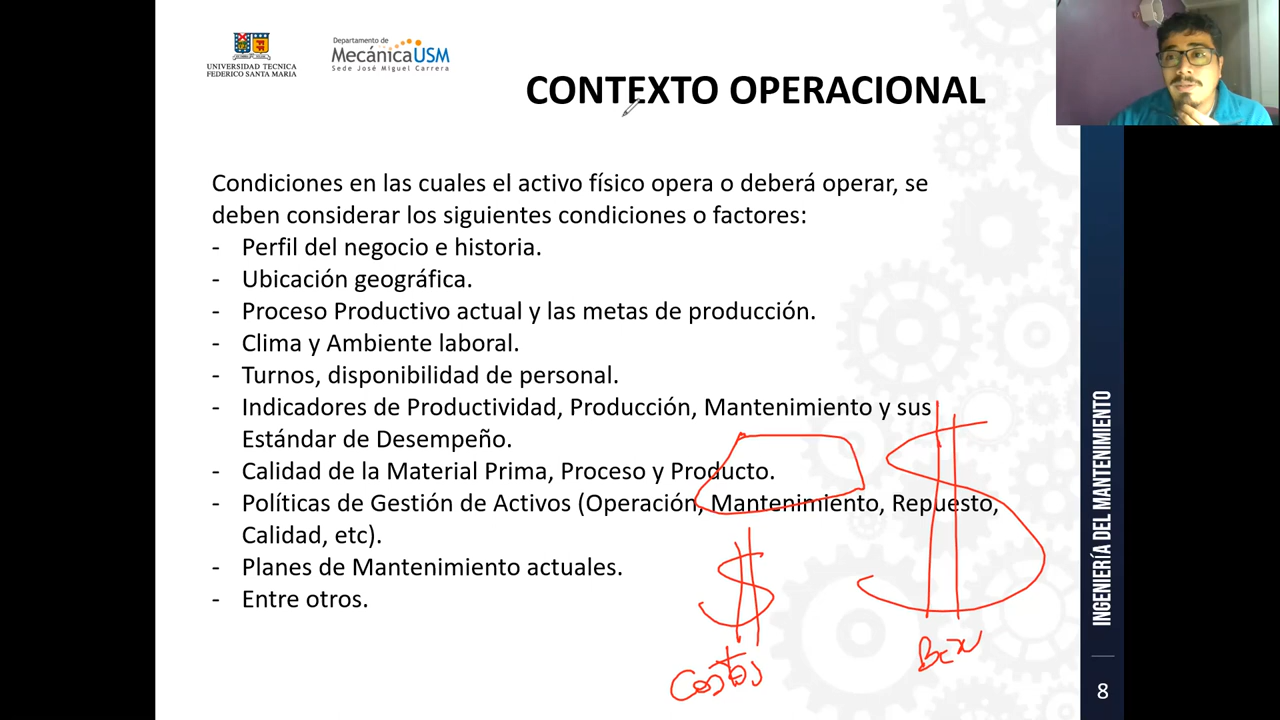 UNIVERSIDAD TECNICA
FEDERICO SANTA MARIA
Departamento de
MecánicaUSM
Sede José Miguel Carrera
CONTEXTO OPERACIONAL
Condiciones en las cuales el activo físico opera o deberá operar, se
deben considerar los siguientes condiciones o factores:
- Perfil del negocio e historia.
- Ubicación geográfica.
- Proceso Productivo actual y las metas de producción.
- Clima y Ambiente laboral.
- Turnos, disponibilidad de personal.
- Indicadores de Productividad, Producción, Mantenimiento y sus
Estándar de Desempeño.
- Calidad de la Material Prima, Proceso y Producto.
- Políticas de Gestión de Activos (Operación, Mantenimiento, Repuesto,
Calidad, etc).
- Planes de Mantenimiento actuales.
- Entre otros.
$ $
Costos
INGENIERÍA DEL MANTENIMIENTO
8